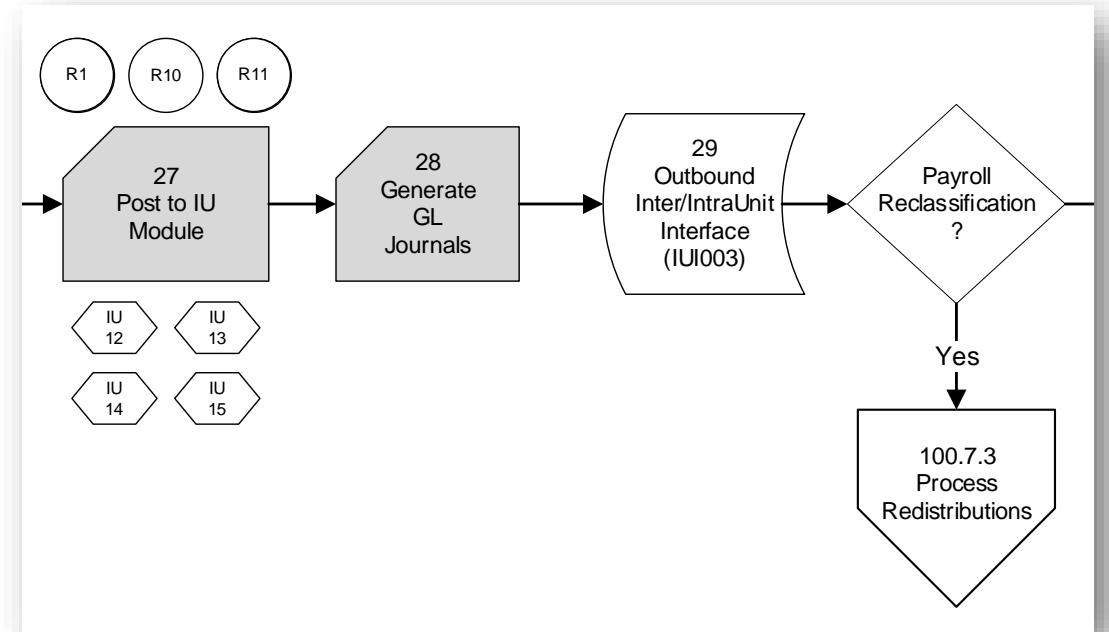 R1
R10
R11
27
Post to IU
Module
28
Generate
GL
Journals
29
Outbound
Inter/IntraUnit
Interface
(IUI003)
Payroll
Reclassification
?
IU
12
IU
13
IU
14
IU
15
Yes
100.7.3
Process
Redistributions